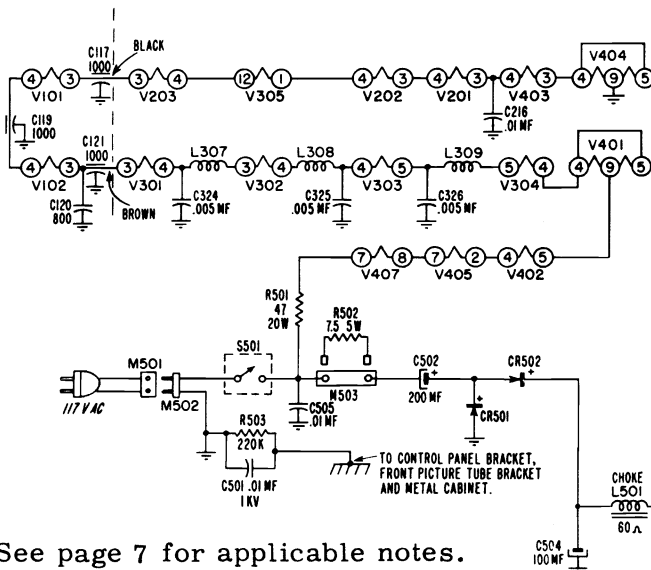 C117
1000
BLACK
4 3 3 4 12 1 4 3 4 3 4 3 4 9 5
V101 V203 V305 V202 V201 V403 V404
C119
1000
C216
.01 MF
C121
1000
L307 L308 L309
V401
4 3 3 4 3 4 4 5 5 4 4 9 5
V102 V301 V302 V303 V304
C120
800
BROWN
C324
.005 MF
C325
.005 MF
C326
.005 MF
7 8 7 2 4 5
V407 V405 V402
R501
47
20W
R502
7.5 5W
S501
M501
M502
117 V AC
M503
C502
200 MF
CR502
CR501
C505
.01 MF
R503
220K
C501 .01 MF
1 KV
TO CONTROL PANEL BRACKET,
FRONT PICTURE TUBE BRACKET
AND METAL CABINET.
CHOKE
L501
60Ω
C504
100 MF
See page 7 for applicable notes.